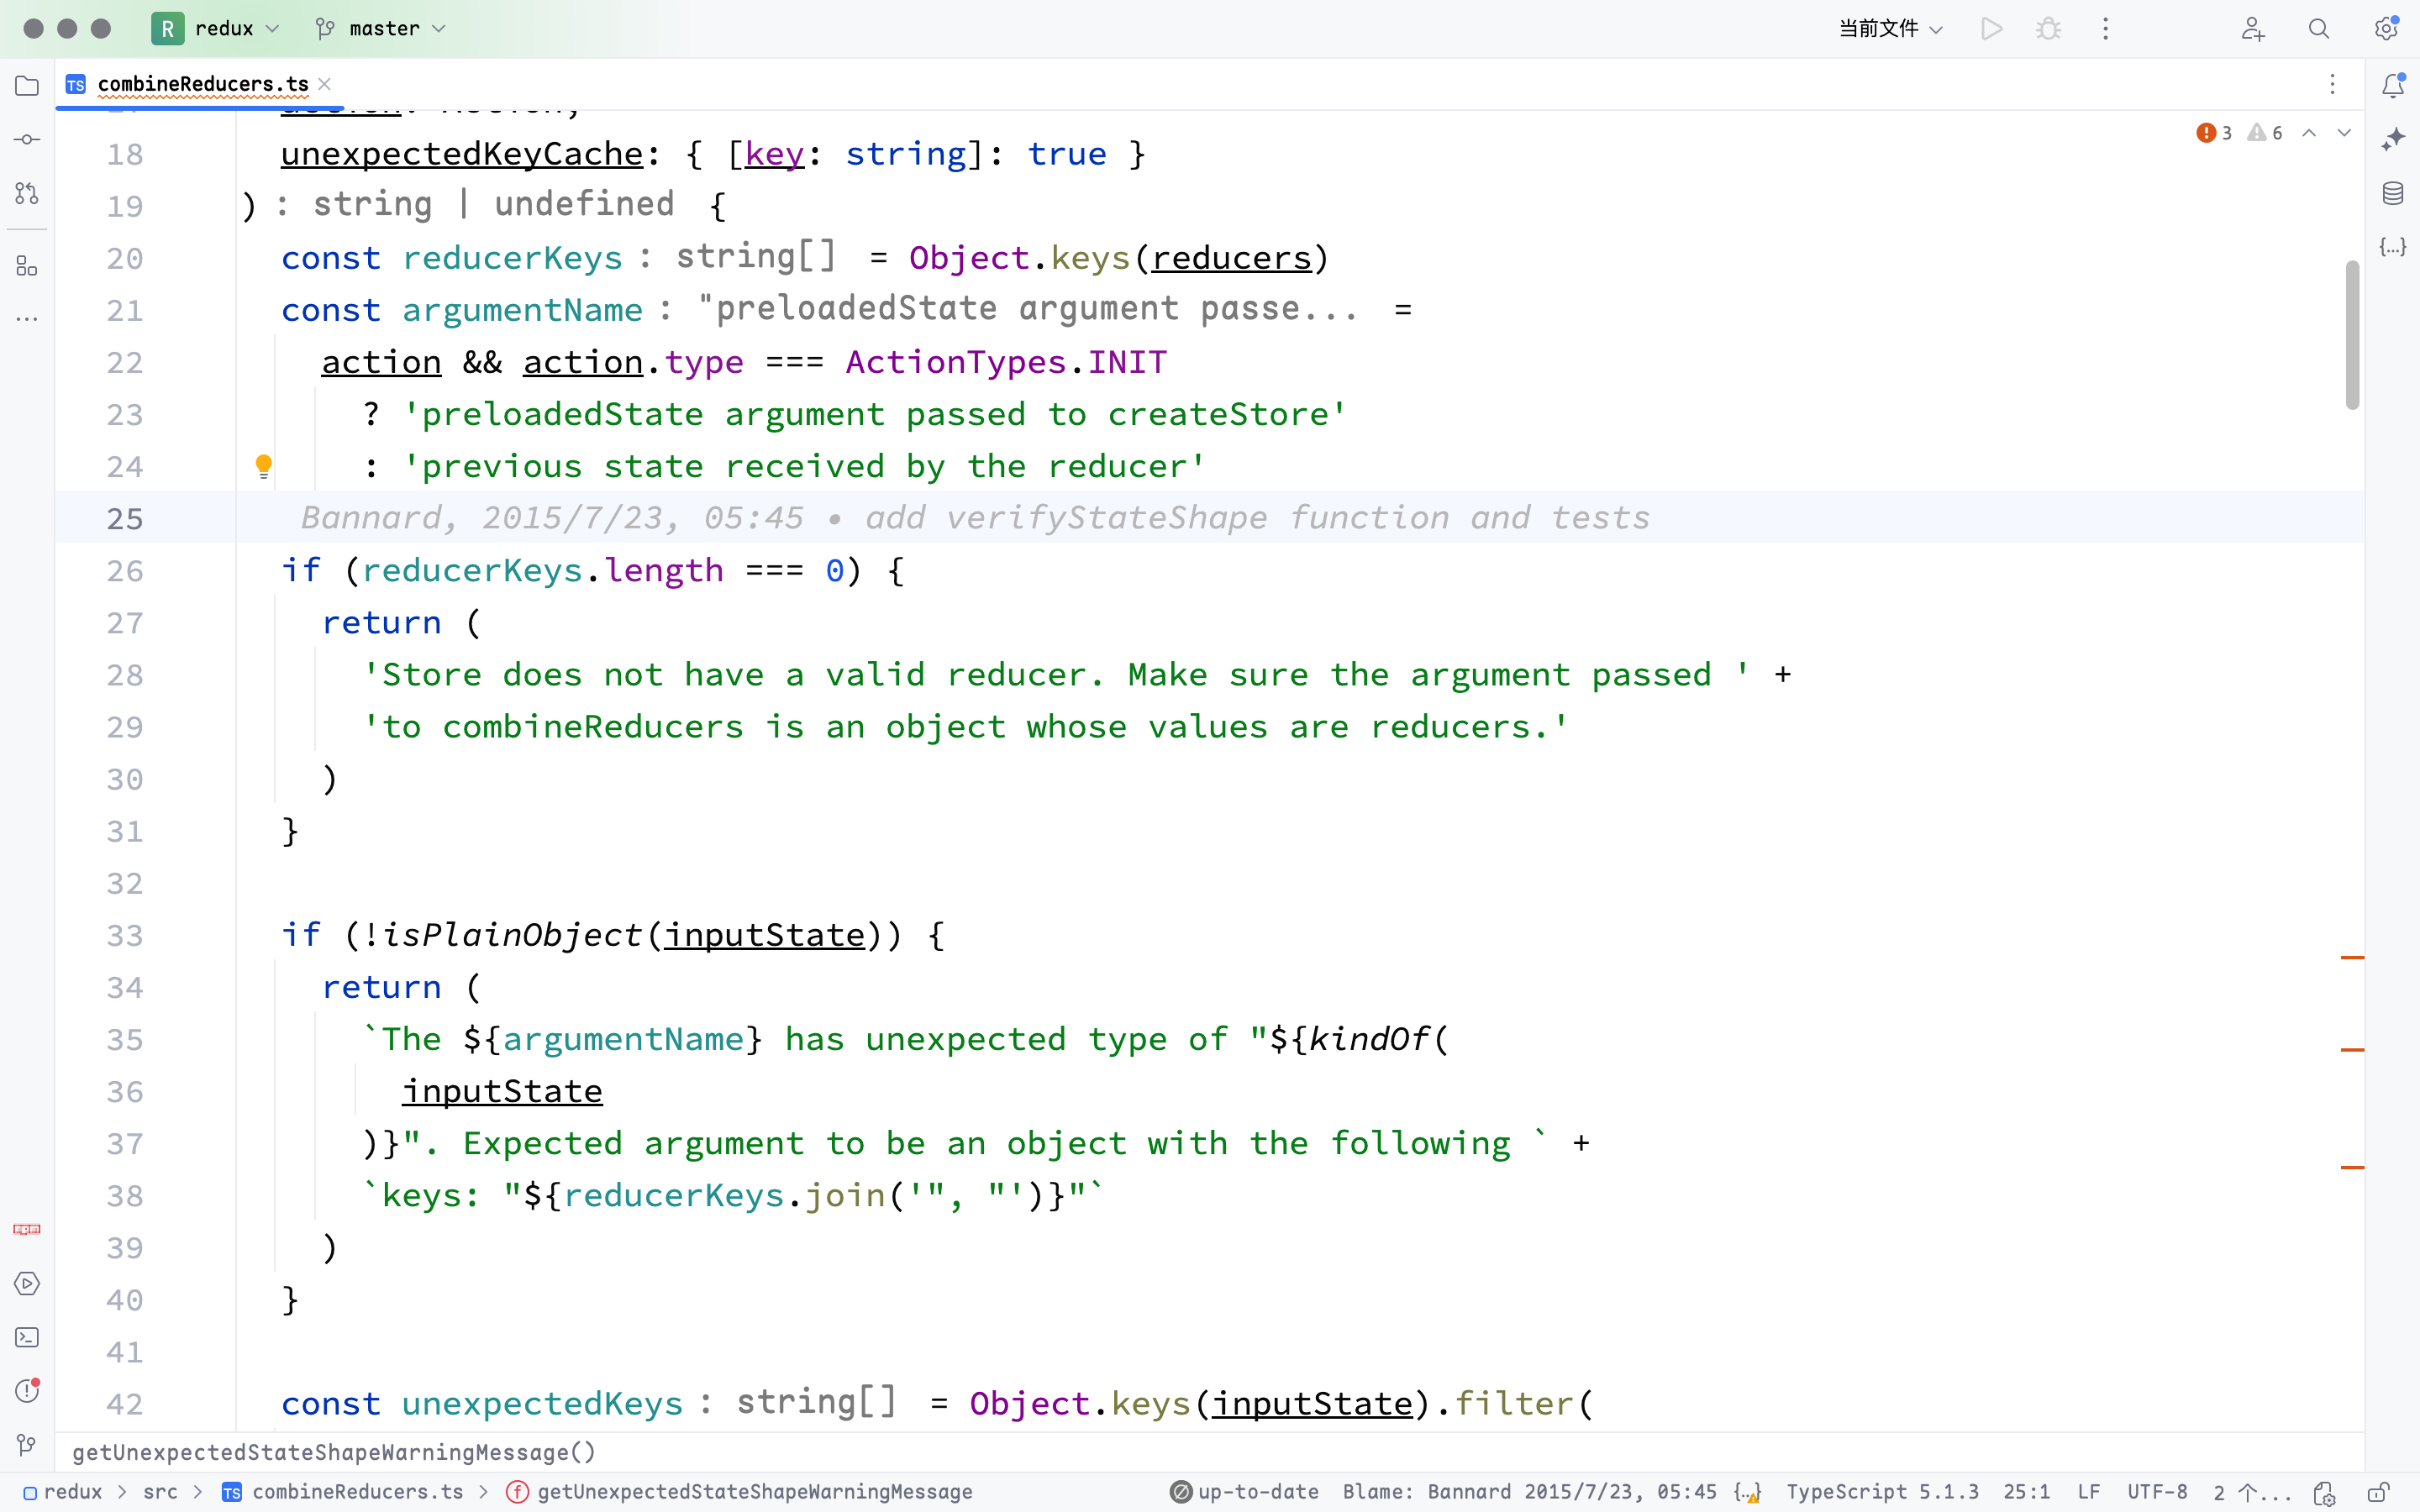 R redux master 当前文件
TS combineReducers.ts
3 6
18 unexpectedKeyCache: { [key: string]: true }
19 ) : string | undefined {
20 const reducerKeys : string[] = Object.keys(reducers)
21 const argumentName : "preloadedState argument passe... =
22 action && action.type === ActionTypes.INIT
23 ? 'preloadedState argument passed to createStore'
24 : 'previous state received by the reducer'
25 Bannard, 2015/7/23, 05:45 • add verifyStateShape function and tests
26 if (reducerKeys.length === 0) {
27 return (
28 'Store does not have a valid reducer. Make sure the argument passed ' +
29 'to combineReducers is an object whose values are reducers.'
30 )
31 }
32
33 if (!isPlainObject(inputState)) {
34 return (
35 `The ${argumentName} has unexpected type of "${kindOf(
36 inputState
37 )}". Expected argument to be an object with the following ` +
38 `keys: "${reducerKeys.join('", "')}"`
39 )
40 }
41
42 const unexpectedKeys : string[] = Object.keys(inputState).filter(
getUnexpectedStateShapeWarningMessage()
redux > src > TS combineReducers.ts > f getUnexpectedStateShapeWarningMessage up-to-date Blame: Bannard 2015/7/23, 05:45 TypeScript 5.1.3 25:1 LF UTF-8 2 个...